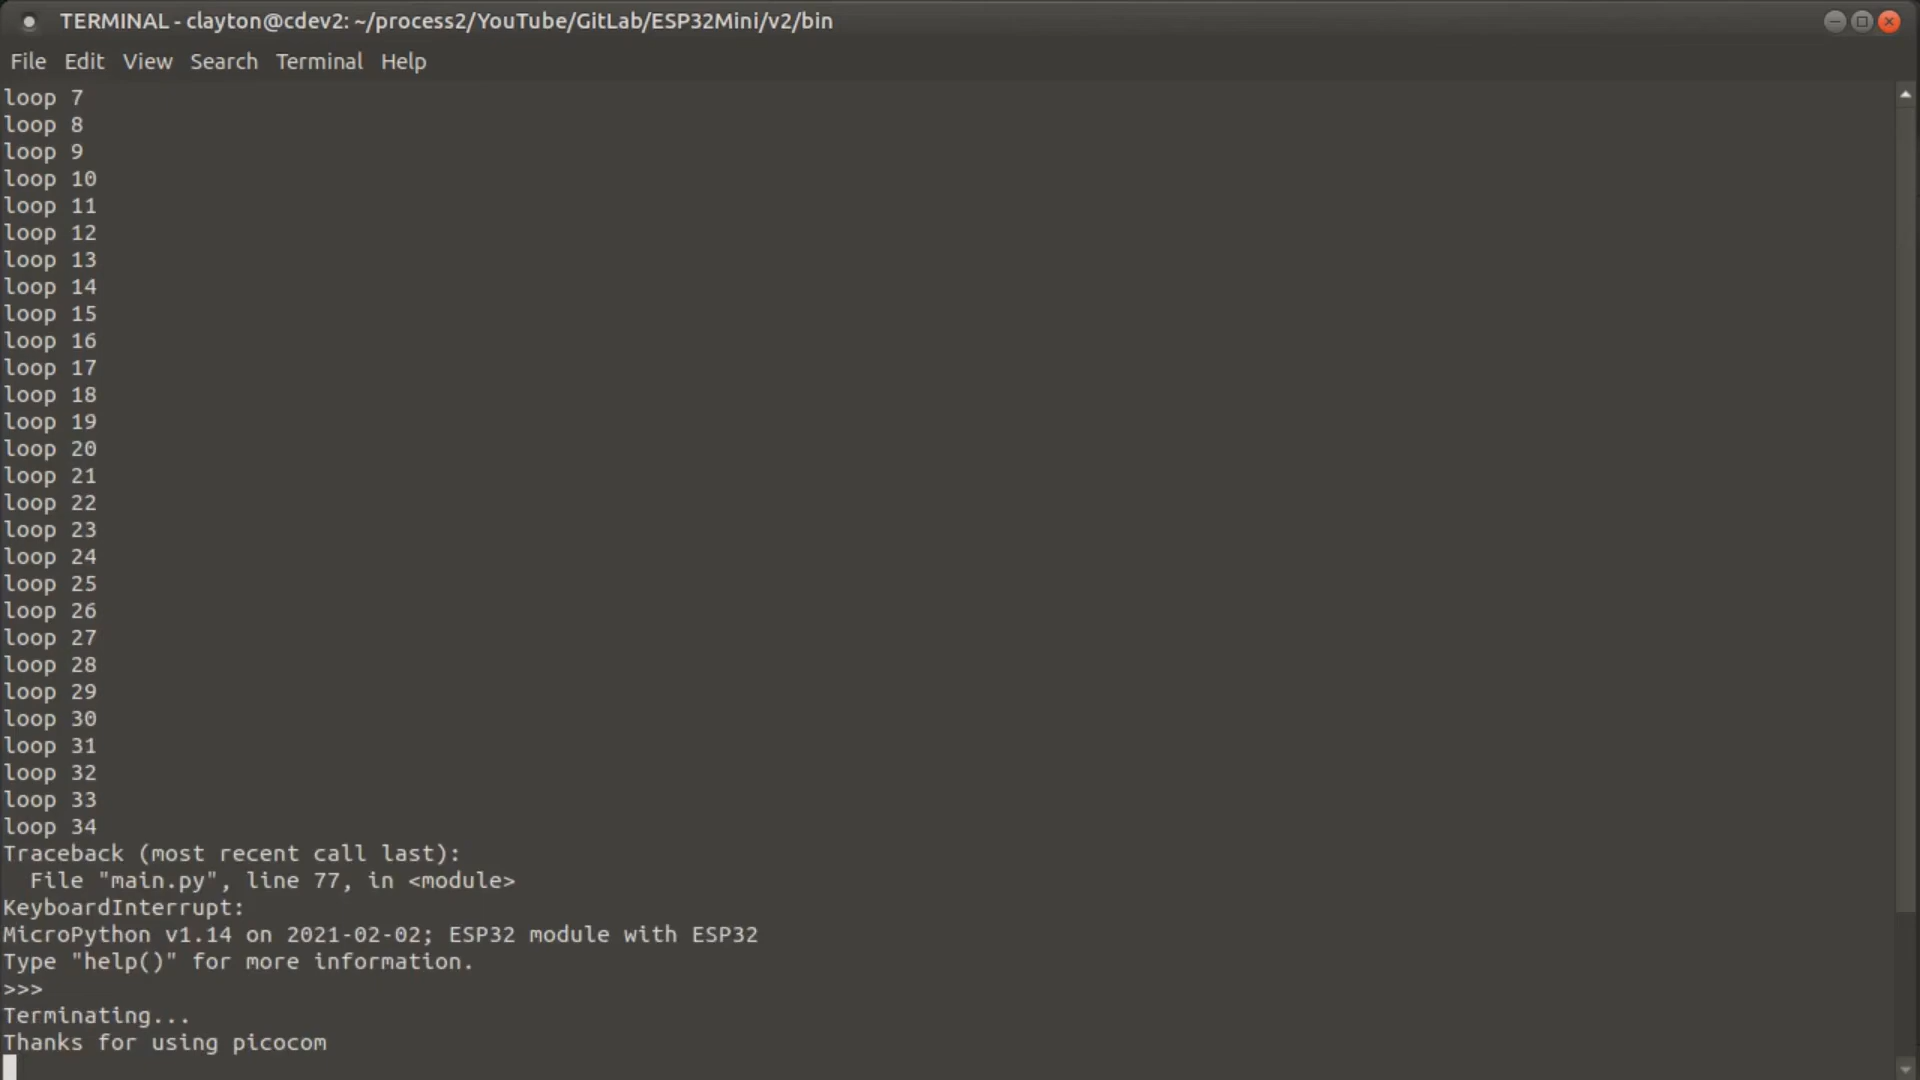 TERMINAL - clayton@cdev2: ~/process2/YouTube/GitLab/ESP32Mini/v2/bin
File Edit View Search Terminal Help
loop 7
loop 8
loop 9
loop 10
loop 11
loop 12
loop 13
loop 14
loop 15
loop 16
loop 17
loop 18
loop 19
loop 20
loop 21
loop 22
loop 23
loop 24
loop 25
loop 26
loop 27
loop 28
loop 29
loop 30
loop 31
loop 32
loop 33
loop 34
Traceback (most recent call last):
  File "main.py", line 77, in <module>
KeyboardInterrupt:
MicroPython v1.14 on 2021-02-02; ESP32 module with ESP32
Type "help()" for more information.
>>>
Terminating...
Thanks for using picocom